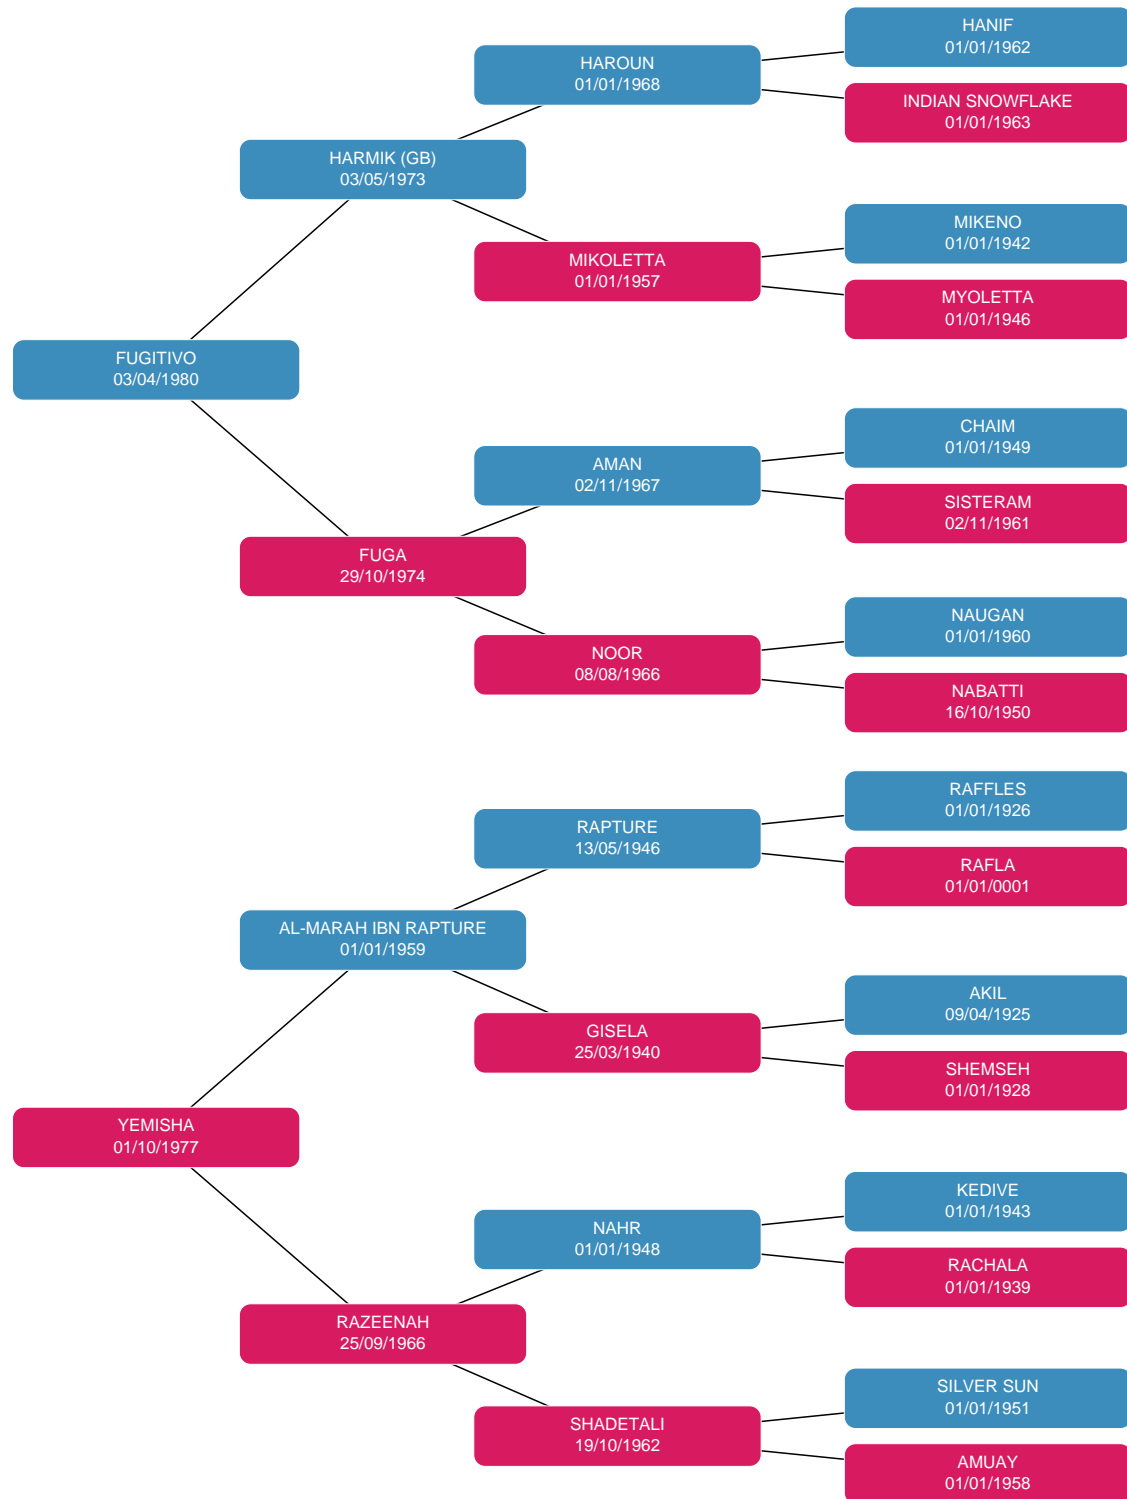 HANIF
01/01/1962
HAROUN
01/01/1968
INDIAN SNOWFLAKE
01/01/1963
HARMIK (GB)
03/05/1973
MIKENO
01/01/1942
MIKOLETTA
01/01/1957
MYOLETTA
01/01/1946
FUGITIVO
03/04/1980
CHAIM
01/01/1949
AMAN
02/11/1967
SISTERAM
02/11/1961
FUGA
29/10/1974
NAUGAN
01/01/1960
NOOR
08/08/1966
NABATTI
16/10/1950
RAFFLES
01/01/1926
RAPTURE
13/05/1946
RAFLA
01/01/0001
AL-MARAH IBN RAPTURE
01/01/1959
AKIL
09/04/1925
GISELA
25/03/1940
SHEMSEH
01/01/1928
YEMISHA
01/10/1977
KEDIVE
01/01/1943
NAHR
01/01/1948
RACHALA
01/01/1939
RAZEENAH
25/09/1966
SILVER SUN
01/01/1951
SHADETALI
19/10/1962
AMUAY
01/01/1958